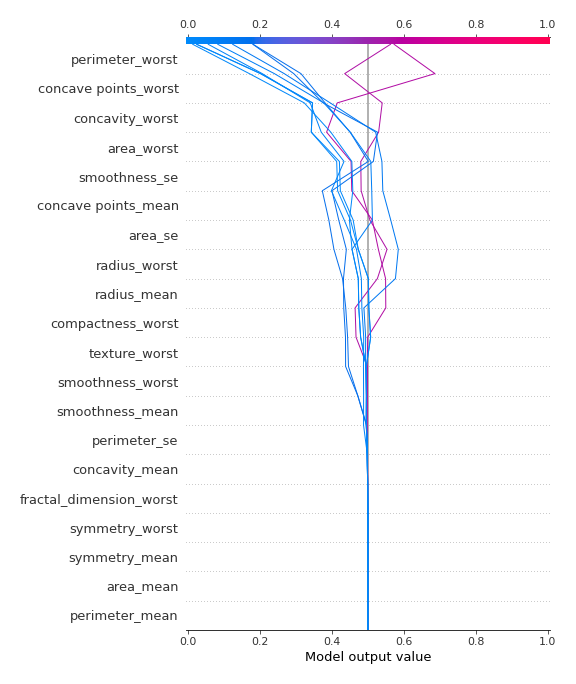 0.0 0.2 0.4 0.6 0.8 1.0
perimeter_worst
concave points_worst
concavity_worst
area_worst
smoothness_se
concave points_mean
area_se
radius_worst
radius_mean
compactness_worst
texture_worst
smoothness_worst
smoothness_mean
perimeter_se
concavity_mean
fractal_dimension_worst
symmetry_worst
symmetry_mean
area_mean
perimeter_mean
0.0 0.2 0.4 0.6 0.8 1.0
Model output value